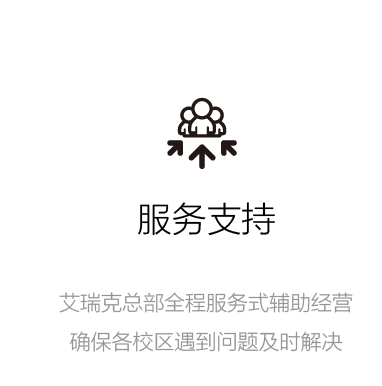 服务支持
艾瑞克总部全程服务式辅助经营
确保各校区遇到问题及时解决